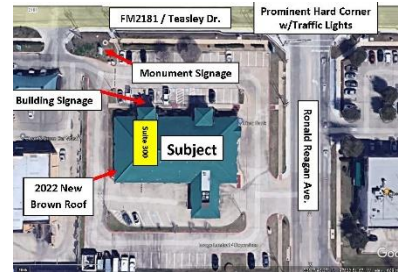 FM2181 / Teasley Dr.
Prominent Hard Corner
w/Traffic Lights
Monument Signage
Building Signage
Suite 300
Subject
Ronald Reagan Ave.
2022 New
Brown Roof
Goo